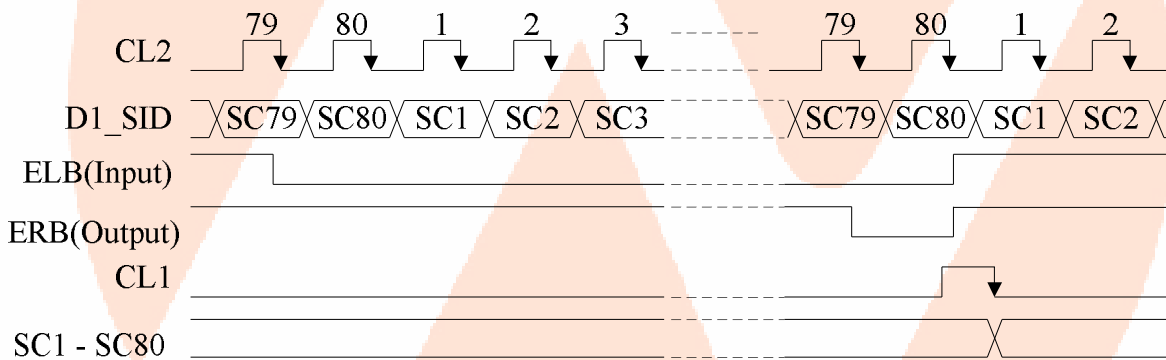 79 80 1 2 3 79 80 1 2
CL2
D1_SID SC79 SC80 SC1 SC2 SC3 SC79 SC80 SC1 SC2
ELB(Input)
ERB(Output)
CL1
SC1 - SC80